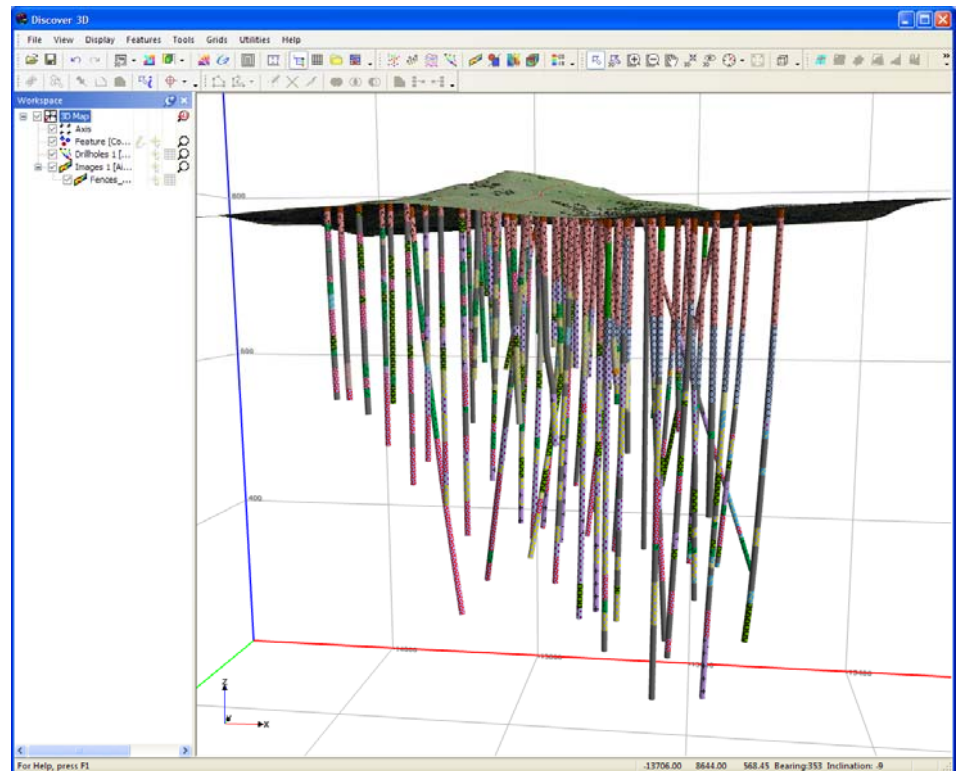 Discover 3D
File View Display Features Tools Grids Utilities Help
Workspace
3D Map
Axis
Feature [Co...
Drillholes 1 [...
Images 1 [Ai...
Fences_...
800
600
400
Z
X
For Help, press F1
-13706.00 8644.00 568.45 Bearing:353 Inclination: -9